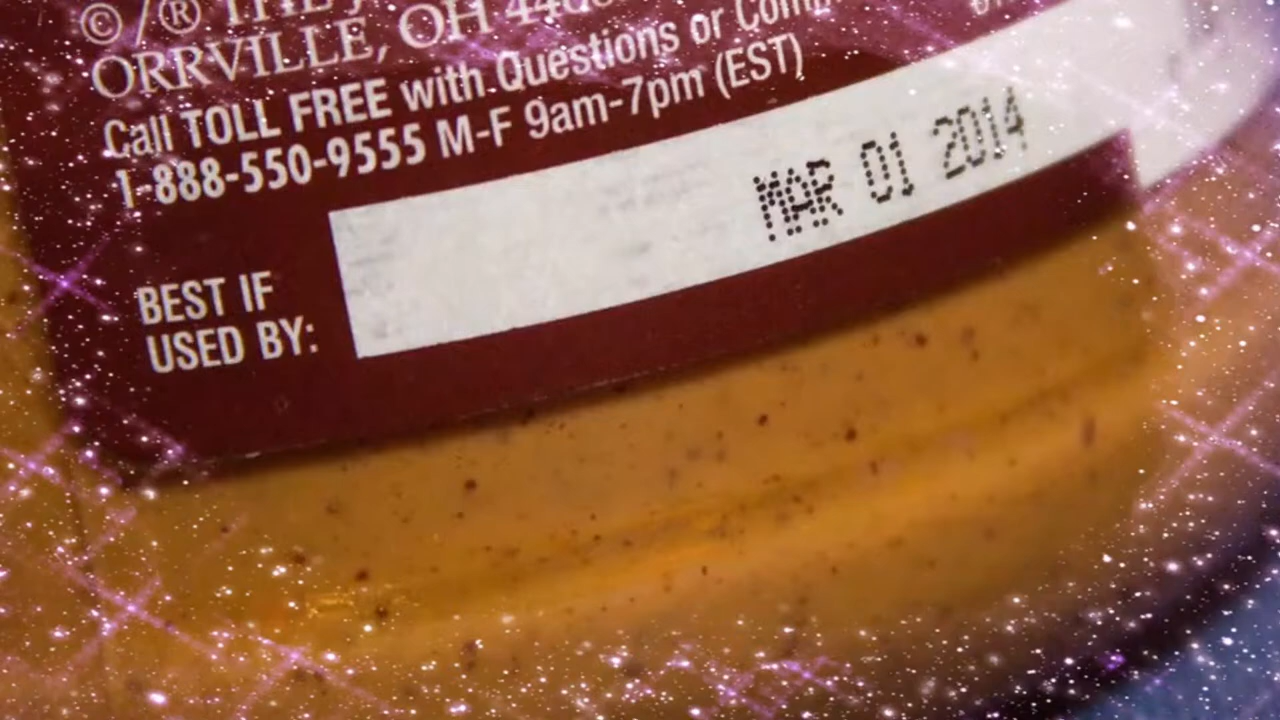 ©/® THE
ORRVILLE, OH
Call TOLL FREE with Questions or
1-888-550-9555 M-F 9am-7pm (EST)
MAR 01 2014
BEST IF
USED BY: